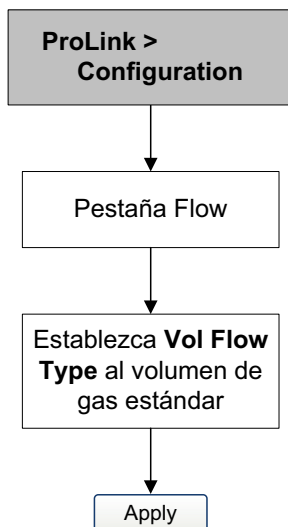 ProLink >
Configuration
Pestaña Flow
Establezca Vol Flow
Type al volumen de
gas estándar
Apply